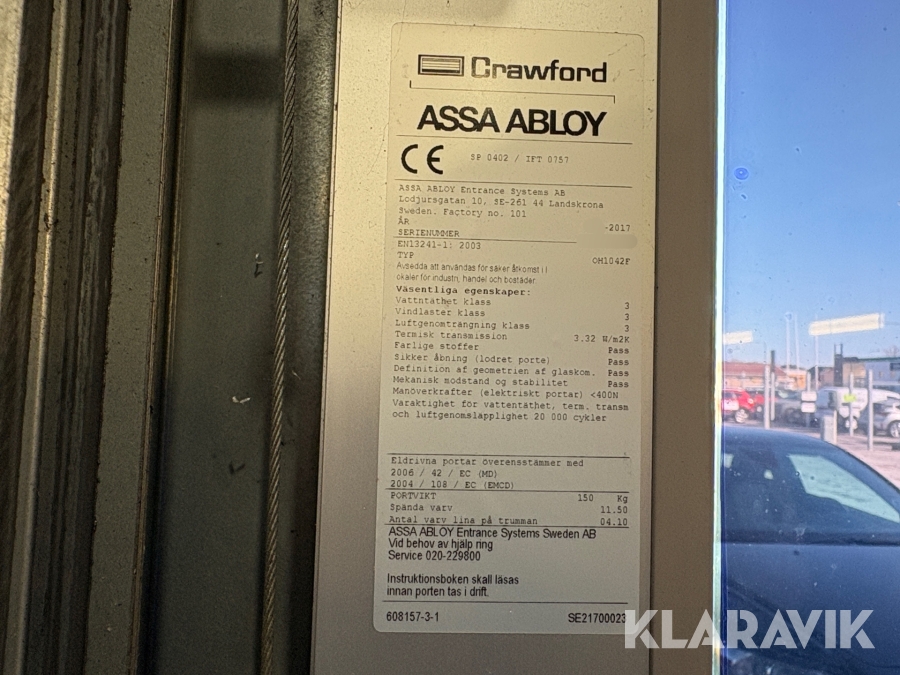 Crawford
ASSA ABLOY
CE SP 0402 / IFT 0757
ASSA ABLOY Entrance Systems AB
Lodjursgatan 10, SE-261 44 Landskrona
Sweden. Factory no. 101
ÅR -2017
SERIENUMMER
EN13241-1: 2003
TYP OH1042F
Avsedda att användas för säker åtkomst i l
okaler för industri, handel och bostäder
Väsentliga egenskaper:
Vattntäthet klass 3
Vindlaster klass 3
Luftgenomtrangning klass 3
Termisk transmission 3.32 W/m2K
Farlige stoffer Pass
Sikker åbning (lodret porte) Pass
Definition af geometrien af glaskom. Pass
Mekanisk modstand og stabilitet Pass
Manöverkrafter (elektriskt portar) <400N
Varaktighet för vattentäthet, term. transm
och luftgenomsläpplighet 20 000 cykler
Eldrivna portar överensstämmer med
2006 / 42 / EC (MD)
2004 / 108 / EC (EMCD)
PORTVIKT 150 Kg
Spända varv 11.50
Antal varv lina på trumman 04.10
ASSA ABLOY Entrance Systems Sweden AB
Vid behov av hjälp ring
Service 020-229800
Instruktionsboken skall läsas
innan porten tas i drift.
608157-3-1 SE21700023
KLARAVIK